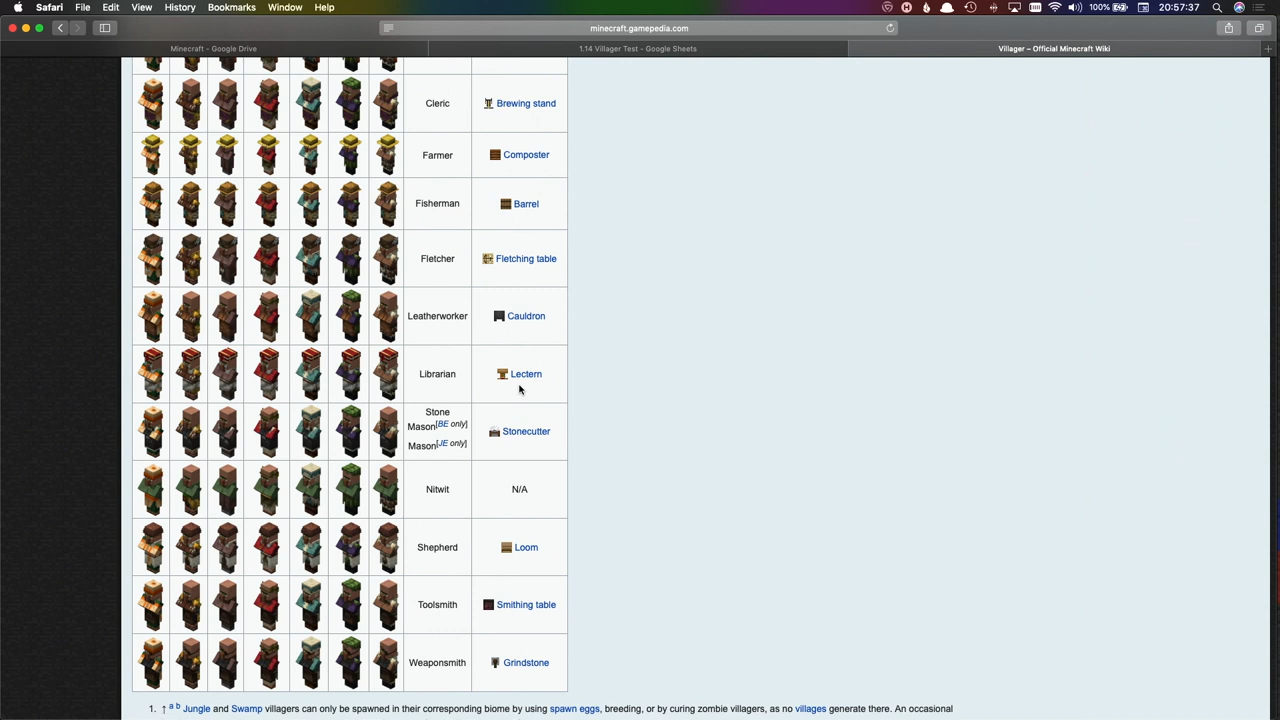 Safari File Edit View History Bookmarks Window Help 100% 20:57:37
minecraft.gamepedia.com
Minecraft - Google Drive 1.14 Villager Test - Google Sheets Villager – Official Minecraft Wiki
Cleric Brewing stand
Farmer Composter
Fisherman Barrel
Fletcher Fletching table
Leatherworker Cauldron
Librarian Lectern
Stone
Mason[BE only]
Mason[JE only] Stonecutter
Nitwit N/A
Shepherd Loom
Toolsmith Smithing table
Weaponsmith Grindstone
1. ↑ a b Jungle and Swamp villagers can only be spawned in their corresponding biome by using spawn eggs, breeding, or by curing zombie villagers, as no villages generate there. An occasional